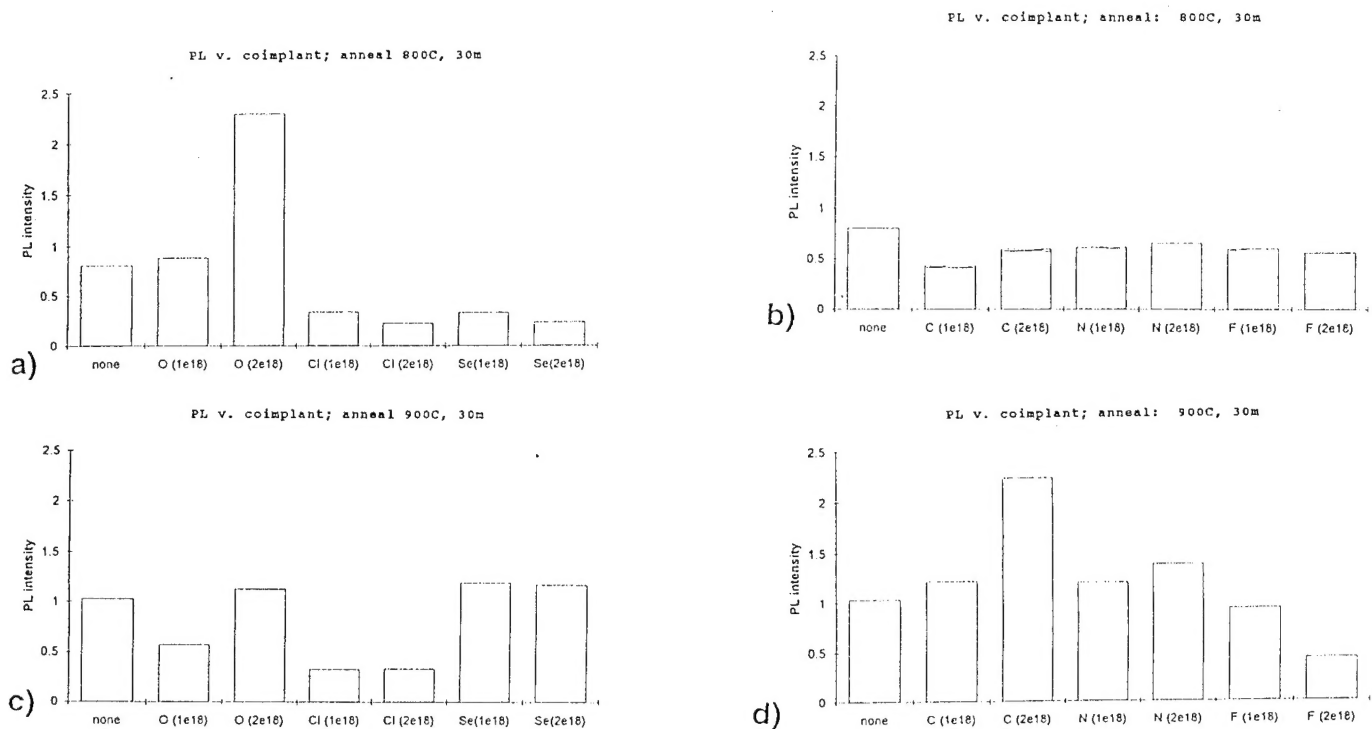 PL v. coimplant; anneal 800C, 30m
2.5
2
1.5
1
0.5
0
PL intensity
none O (1e18) O (2e18) Cl (1e18) Cl (2e18) Se(1e18) Se(2e18)
a)
PL v. coimplant; anneal: 800C, 30m
2.5
2
1.5
1
0.5
0
PL intensity
none C (1e18) C (2e18) N (1e18) N (2e18) F (1e18) F (2e18)
b)
PL v. coimplant; anneal 900C, 30m
2.5
2
1.5
1
0.5
0
PL intensity
none O (1e18) O (2e18) Cl (1e18) Cl (2e18) Se(1e18) Se(2e18)
c)
PL v. coimplant; anneal: 900C, 30m
2.5
2
1.5
1
0.5
0
PL intensity
none C (1e18) C (2e18) N (1e18) N (2e18) F (1e18) F (2e18)
d)